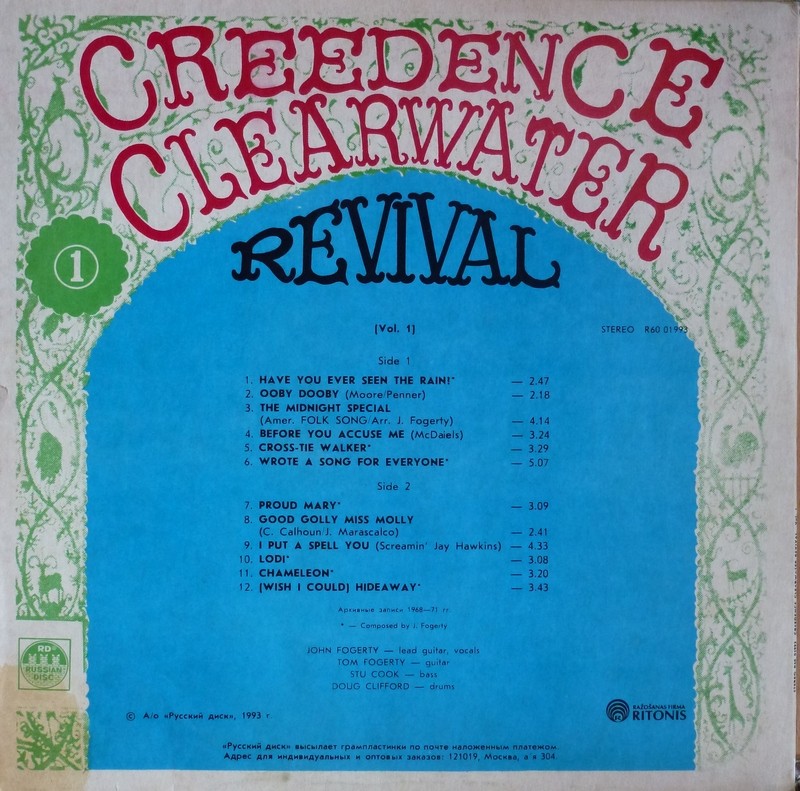 CREEDENCE
CLEARWATER
REVIVAL
1
[Vol. 1]
STEREO R60 01993
Side 1
1. HAVE YOU EVER SEEN THE RAIN!* — 2.47
2. OOBY DOOBY (Moore/Penner) — 2.18
3. THE MIDNIGHT SPECIAL
(Amer. FOLK SONG/Arr. J. Fogerty) — 4.14
4. BEFORE YOU ACCUSE ME (McDaiels) — 3.24
5. CROSS-TIE WALKER* — 3.29
6. WROTE A SONG FOR EVERYONE* — 5.07
Side 2
7. PROUD MARY* — 3.09
8. GOOD GOLLY MISS MOLLY
(C. Calhoun/J. Marascalco) — 2.41
9. I PUT A SPELL YOU (Screamin' Jay Hawkins) — 4.33
10. LODI* — 3.08
11. CHAMELEON* — 3.20
12. [WISH I COULD] HIDEAWAY* — 3.43
Архивные записи 1968—71 гг
* — Composed by J. Fogerty
JOHN FOGERTY — lead guitar, vocals
TOM FOGERTY — guitar
STU COOK — bass
DOUG CLIFFORD — drums
RD
RUSSIAN
DISC
© А/о «Русский диск», 1993 г.
RAŽOŠANAS FIRMA
RITONIS
«Русский диск» высылает грампластинки по почте наложенным платежом.
Адрес для индивидуальных и оптовых заказов: 121019, Москва, а/я 304.